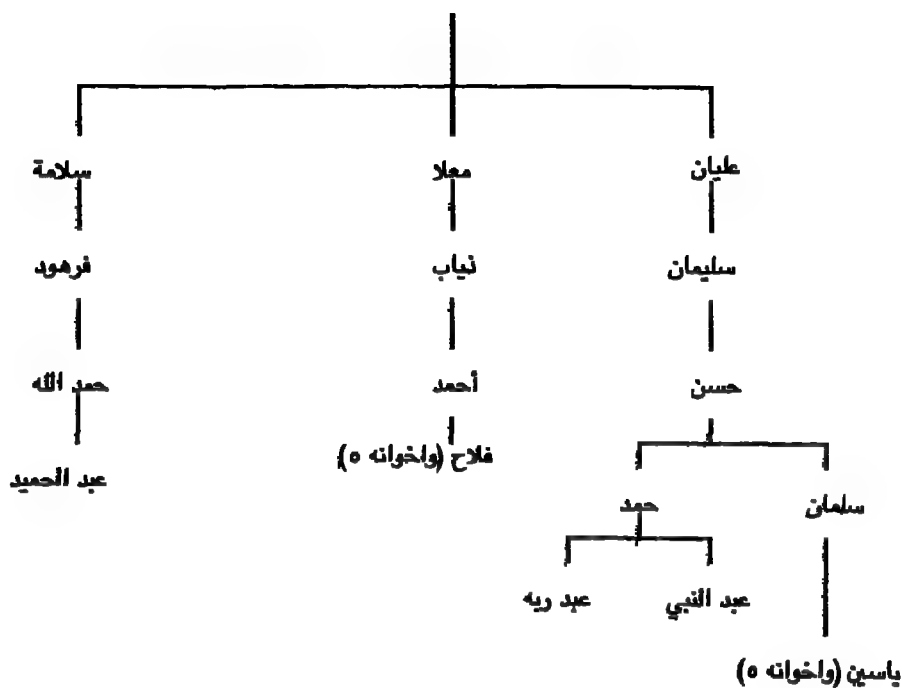 عليان
معلا
سلامة
سليمان
نياب
فرهود
حسن
أحمد
حمد الله
فلاح (واخوانه ٥)
عبد الحميد
سلمان
حمد
عبد النبي
عبد ربه
ياسين (واخوانه ٥)